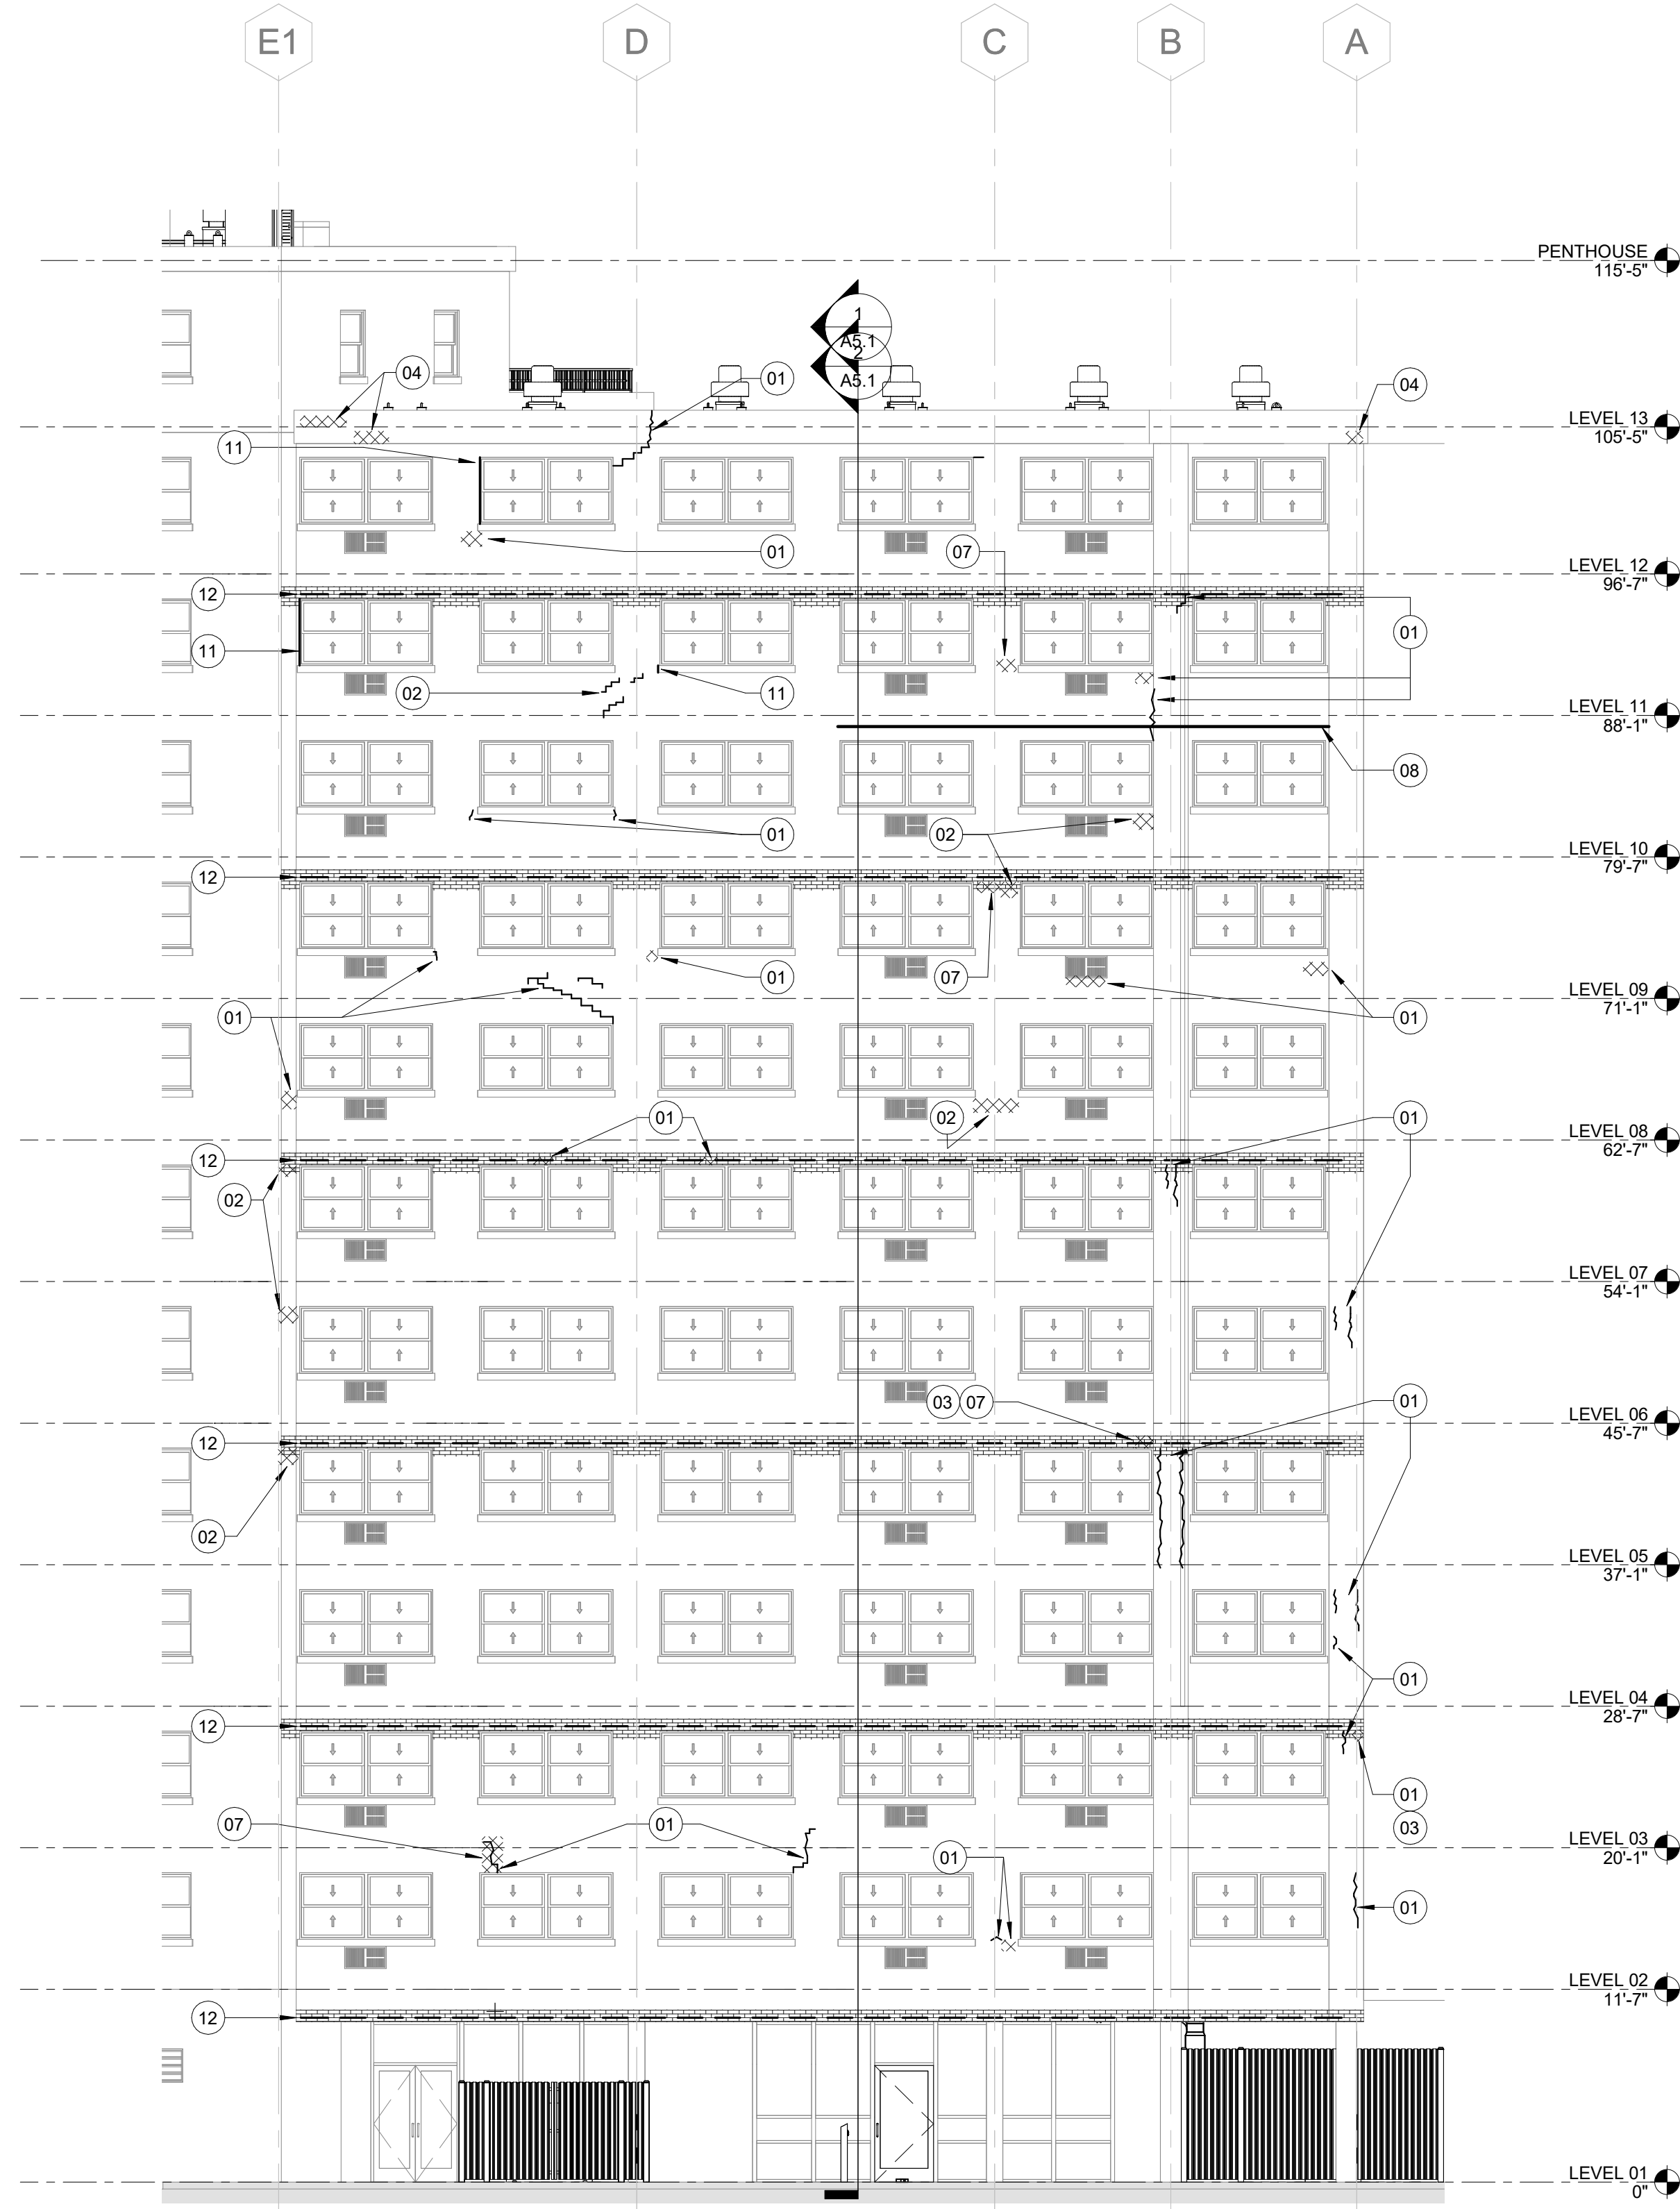 E1
D
C
B
A
PENTHOUSE
115'-5"
1
A5.1
2
A5.1
04
01
04
LEVEL 13
105'-5"
11
01
07
LEVEL 12
96'-7"
12
01
11
02
11
LEVEL 11
88'-1"
08
01
02
LEVEL 10
79'-7"
12
01
07
LEVEL 09
71'-1"
01
01
01
02
01
LEVEL 08
62'-7"
12
02
LEVEL 07
54'-1"
03
07
01
LEVEL 06
45'-7"
12
02
LEVEL 05
37'-1"
01
LEVEL 04
28'-7"
12
01
03
07
01
LEVEL 03
20'-1"
01
01
LEVEL 02
11'-7"
12
LEVEL 01
0"